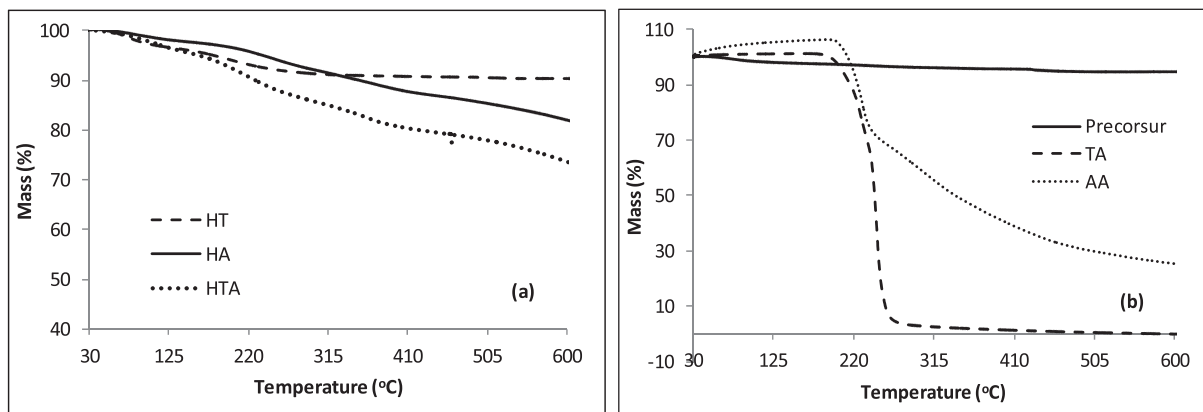 100
90
80
70
60
50
40
Mass (%)
HT
HA
HTA
(a)
30 125 220 315 410 505 600
Temperature (ºC)
110
90
70
50
30
10
-10
Mass (%)
Precorsur
TA
AA
(b)
30 125 220 315 410 505 600
Temperature (ºC)